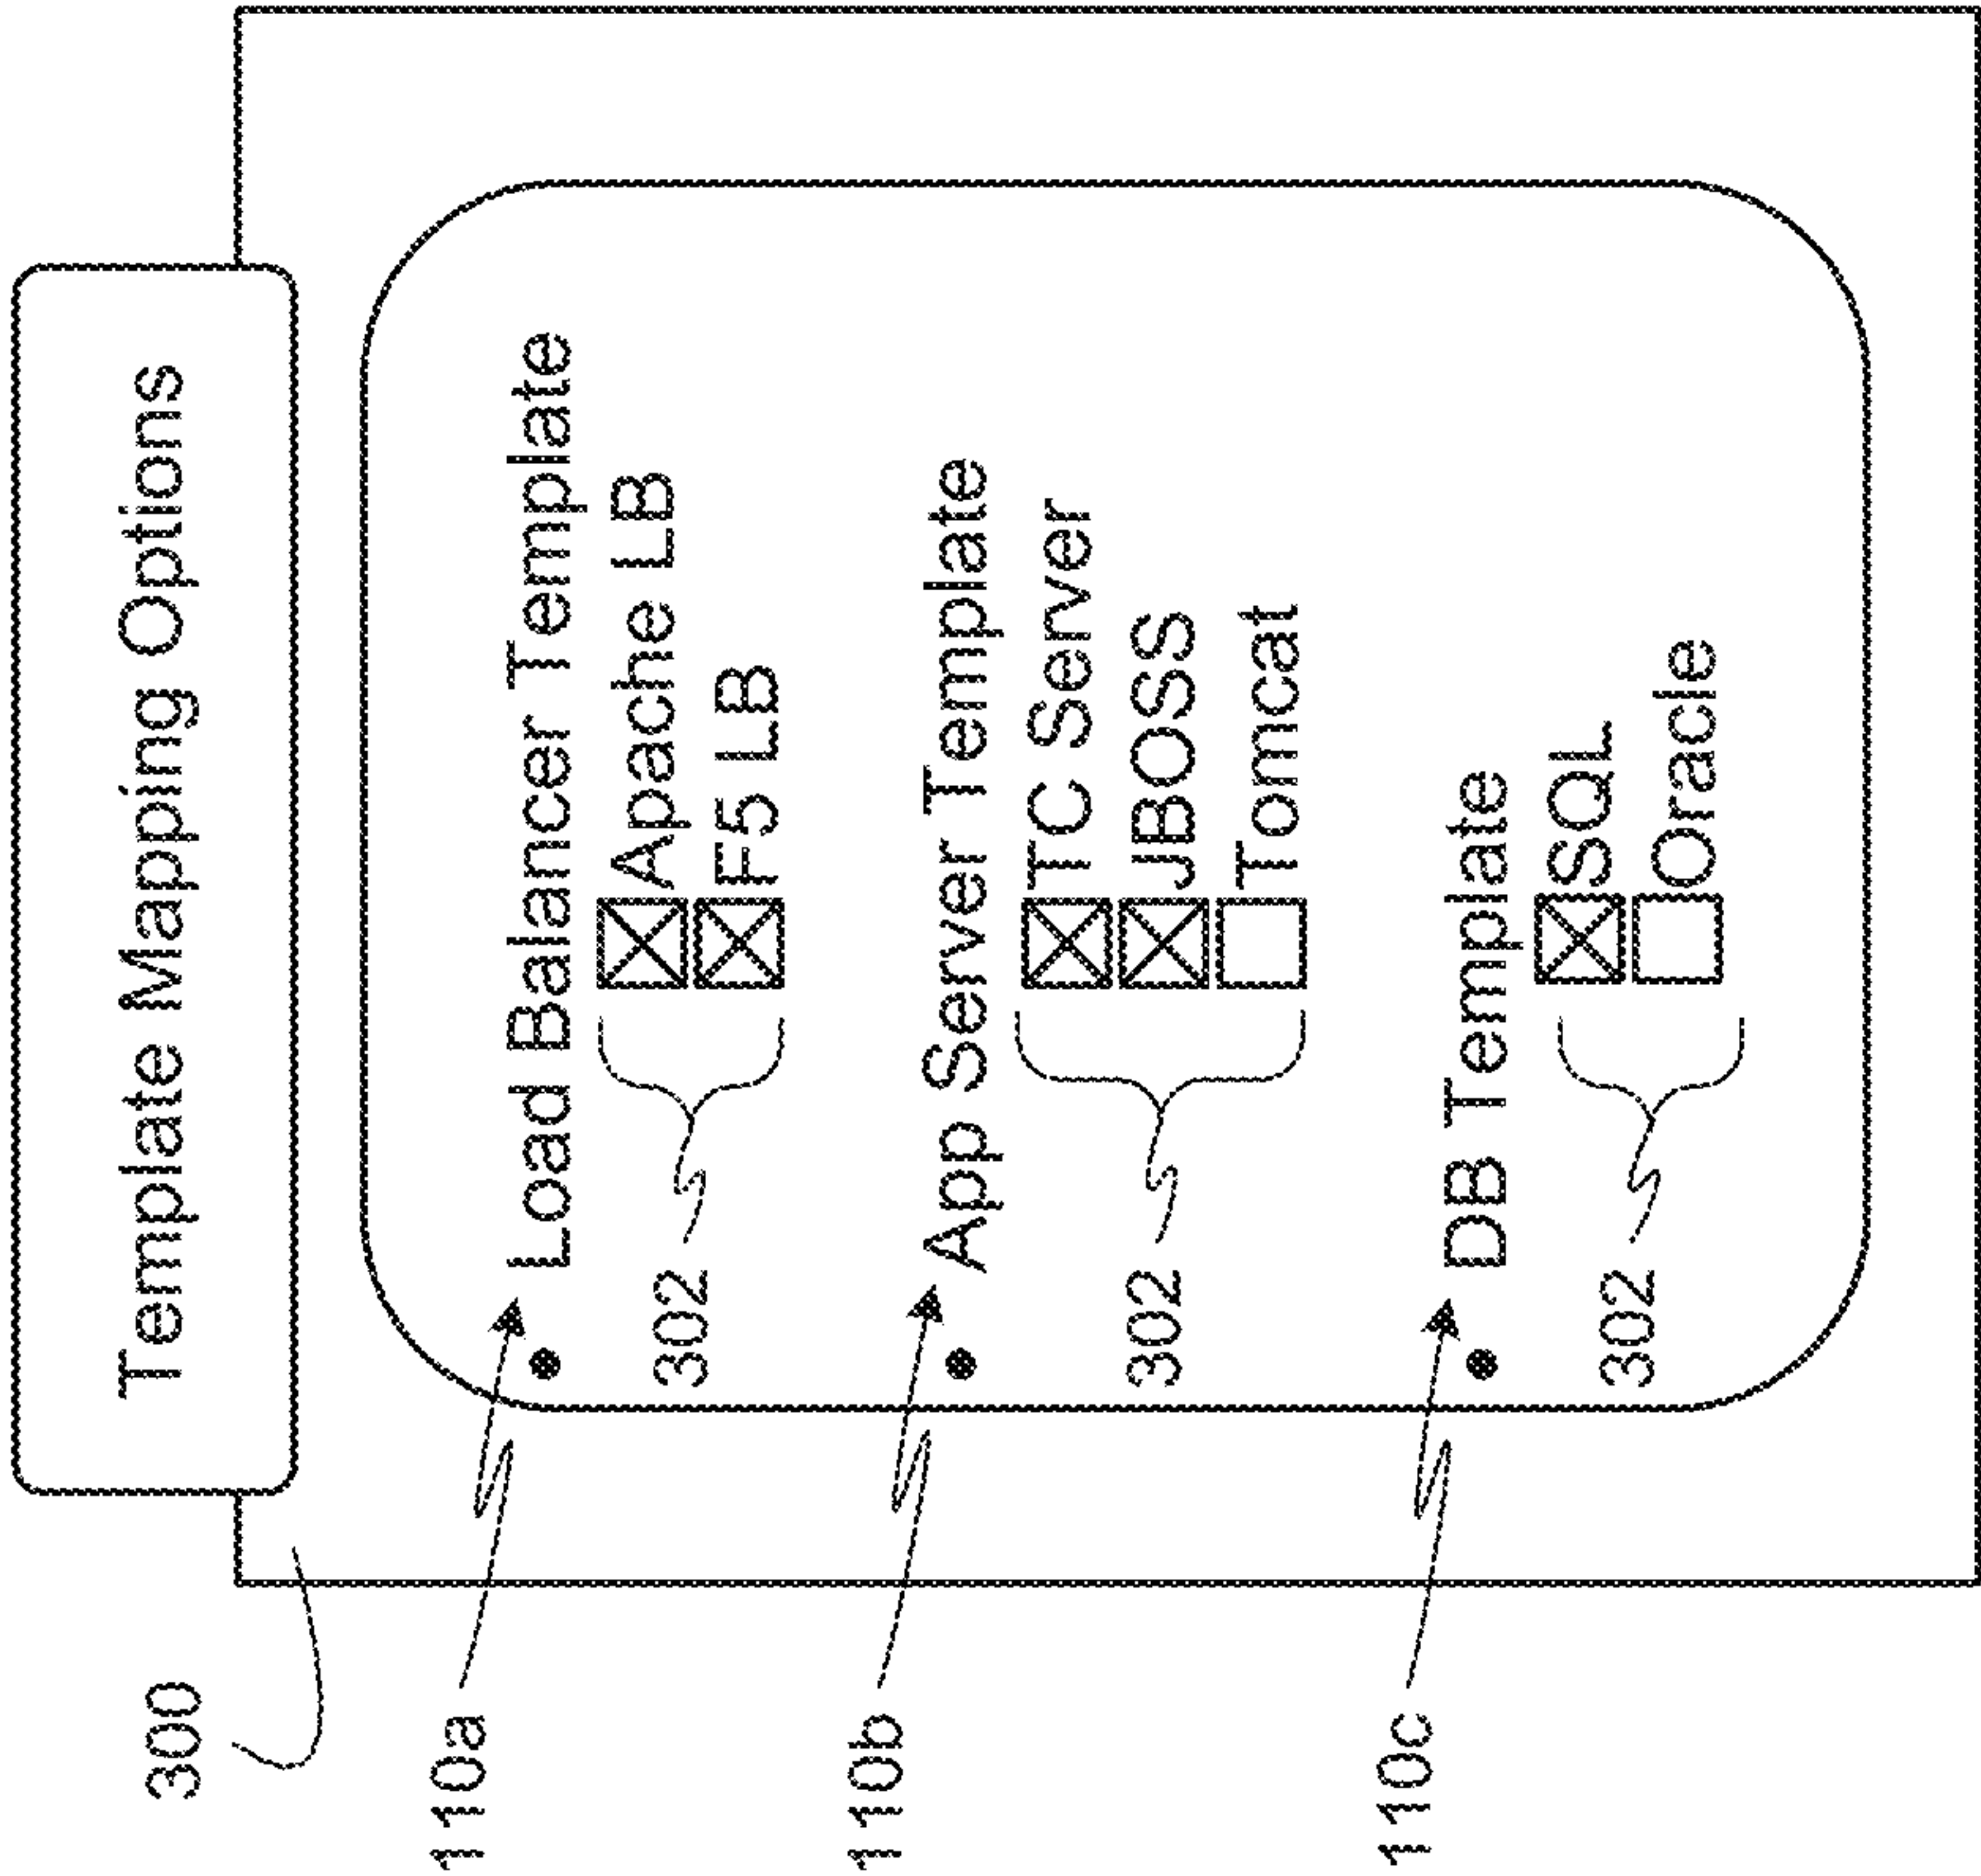 Template Mapping Options
300
110a
• Load Balancer Template
302
Apache LB
F5 LB
110b
• App Server Template
302
TC Server
JBOSS
Tomcat
110c
• DB Template
302
SQL
Oracle